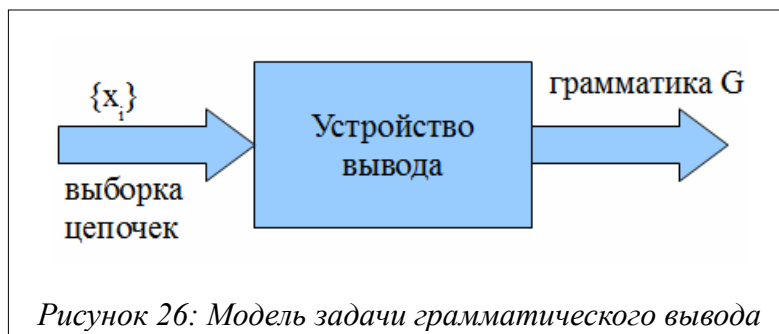 {xᵢ}
выборка
цепочек
Устройство
вывода
грамматика G
Рисунок 26: Модель задачи грамматического вывода